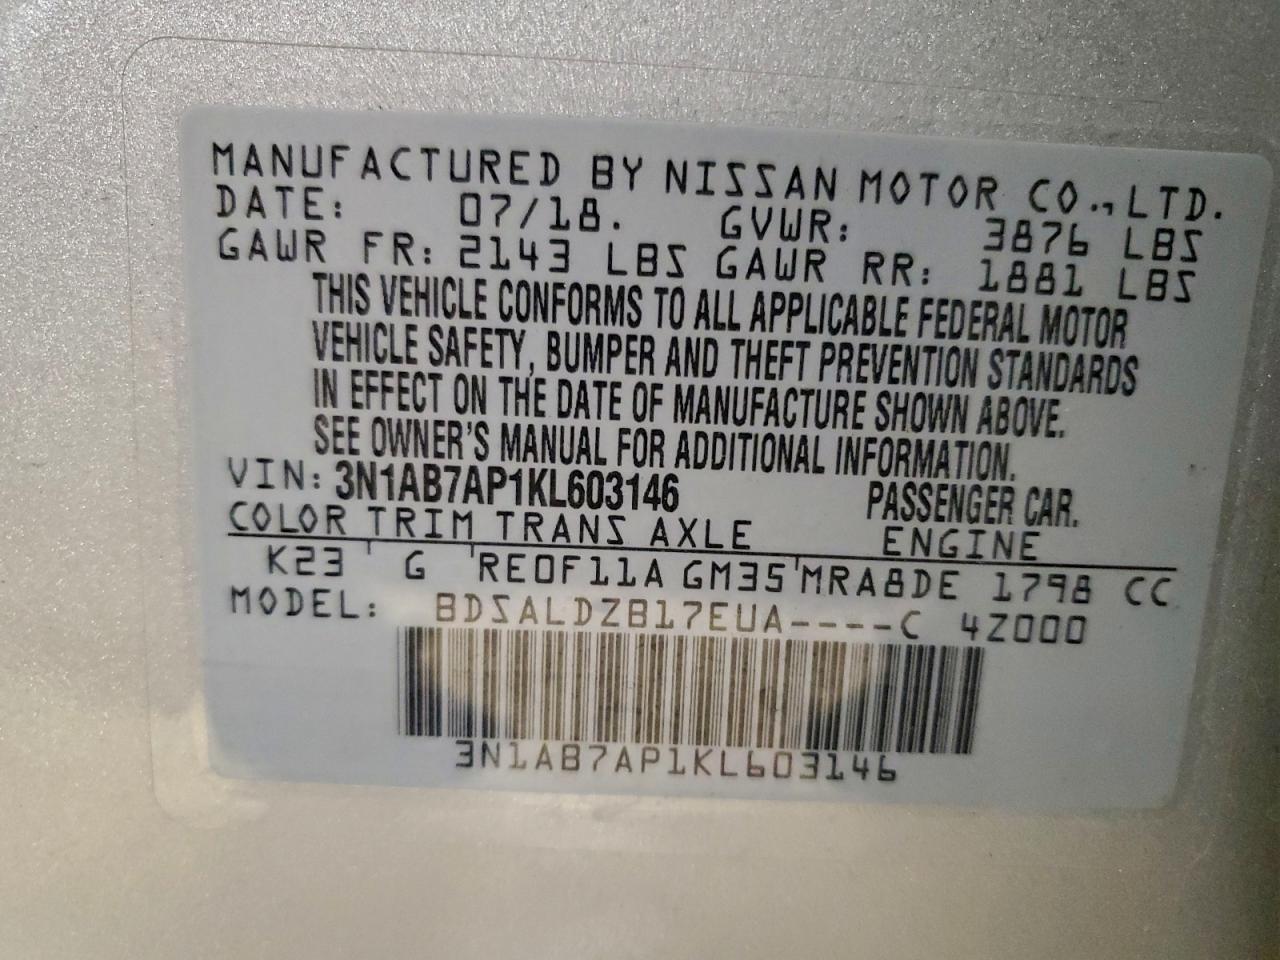 MANUFACTURED BY NISSAN MOTOR CO.,LTD.
DATE: 07/18. GVWR: 3876 LBS
GAWR FR: 2143 LBS GAWR RR: 1881 LBS
THIS VEHICLE CONFORMS TO ALL APPLICABLE FEDERAL MOTOR
VEHICLE SAFETY, BUMPER AND THEFT PREVENTION STANDARDS
IN EFFECT ON THE DATE OF MANUFACTURE SHOWN ABOVE.
SEE OWNER'S MANUAL FOR ADDITIONAL INFORMATION.
VIN: 3N1AB7AP1KL603146 PASSENGER CAR.
COLOR TRIM TRANS AXLE ENGINE
K23 G RE0F11A GM35 MRA8DE 1798 CC
MODEL: BDSALDZB17EUA----C 4Z000
3N1AB7AP1KL603146